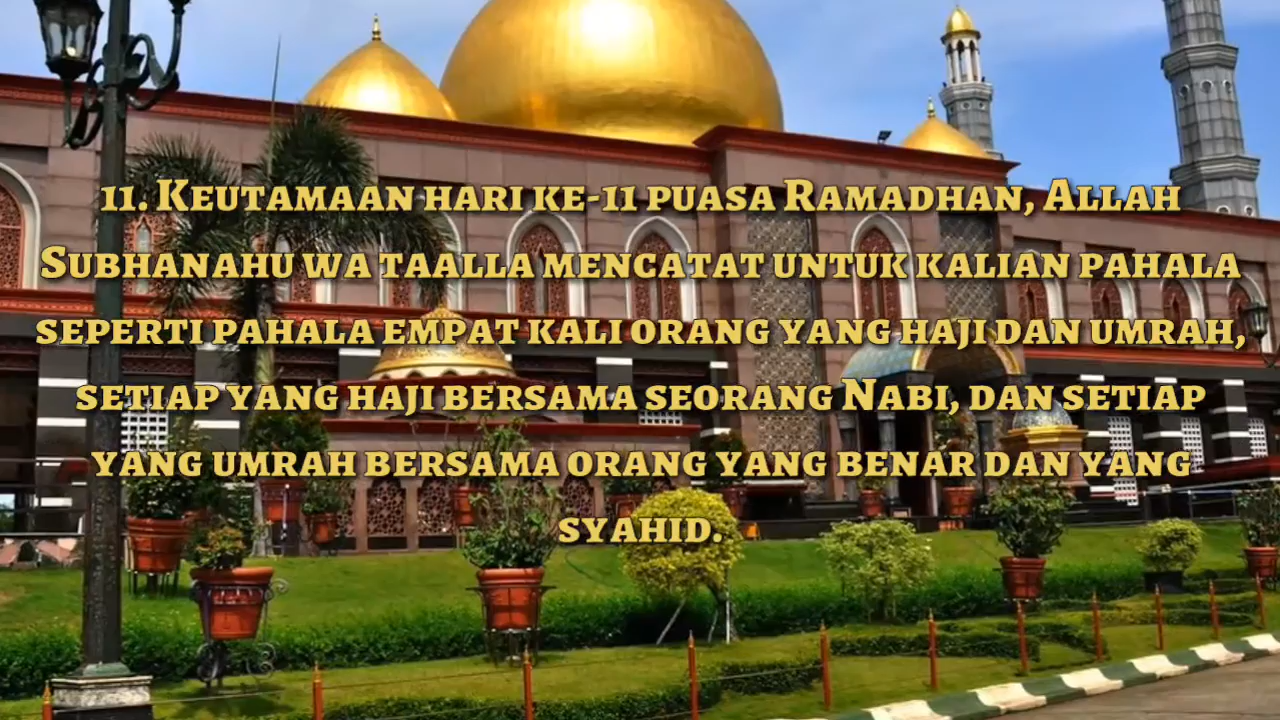 11. Keutamaan hari ke-11 puasa Ramadhan, Allah
Subhanahu wa taalla mencatat untuk kalian pahala
seperti pahala empat kali orang yang haji dan umrah,
setiap yang haji bersama seorang Nabi, dan setiap
yang umrah bersama orang yang benar dan yang
syahid.